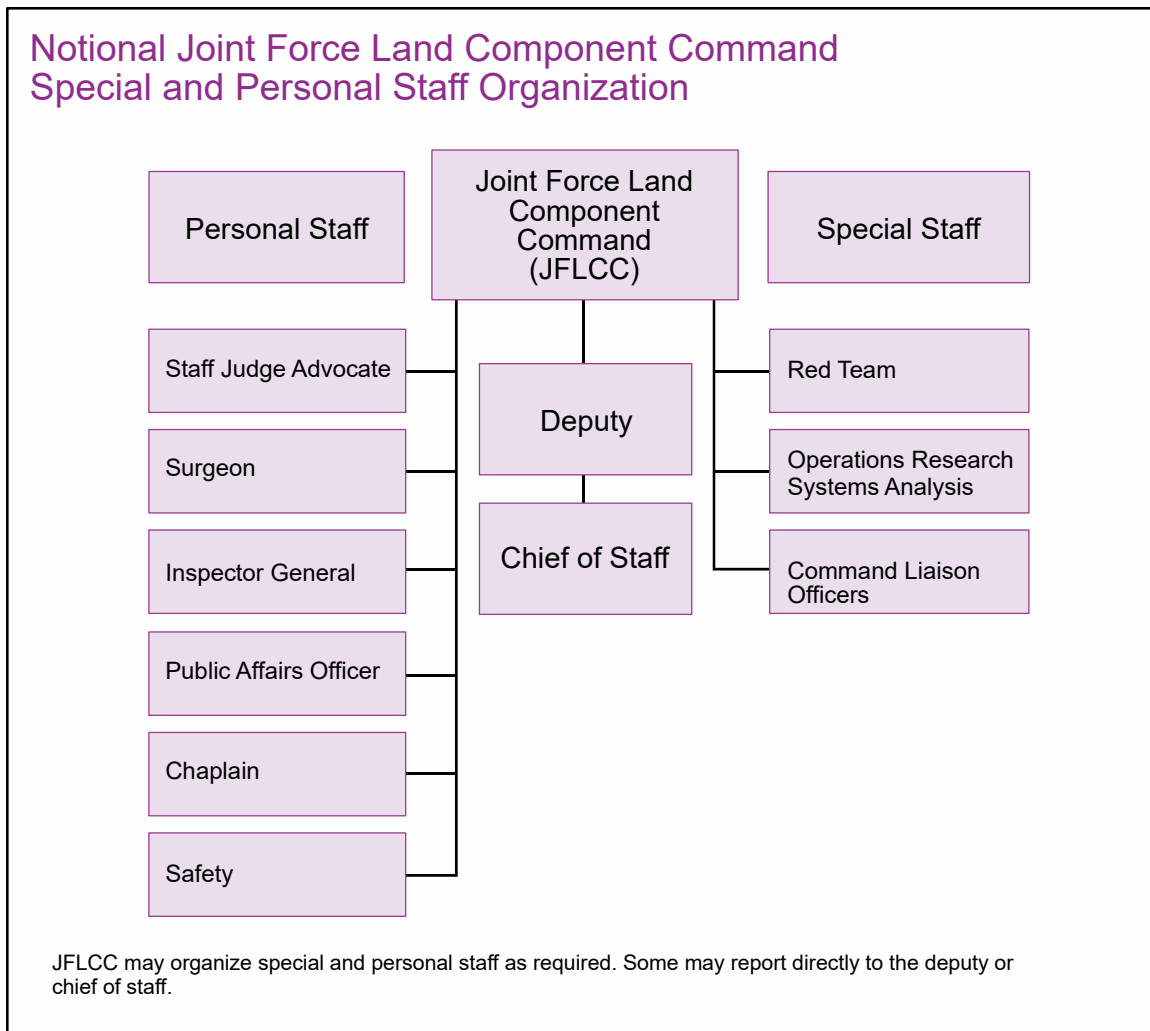 Notional Joint Force Land Component Command
Special and Personal Staff Organization
Personal Staff
Joint Force Land
Component
Command
(JFLCC)
Special Staff
Staff Judge Advocate
Surgeon
Inspector General
Public Affairs Officer
Chaplain
Safety
Deputy
Chief of Staff
Red Team
Operations Research
Systems Analysis
Command Liaison
Officers
JFLCC may organize special and personal staff as required. Some may report directly to the deputy or
chief of staff.